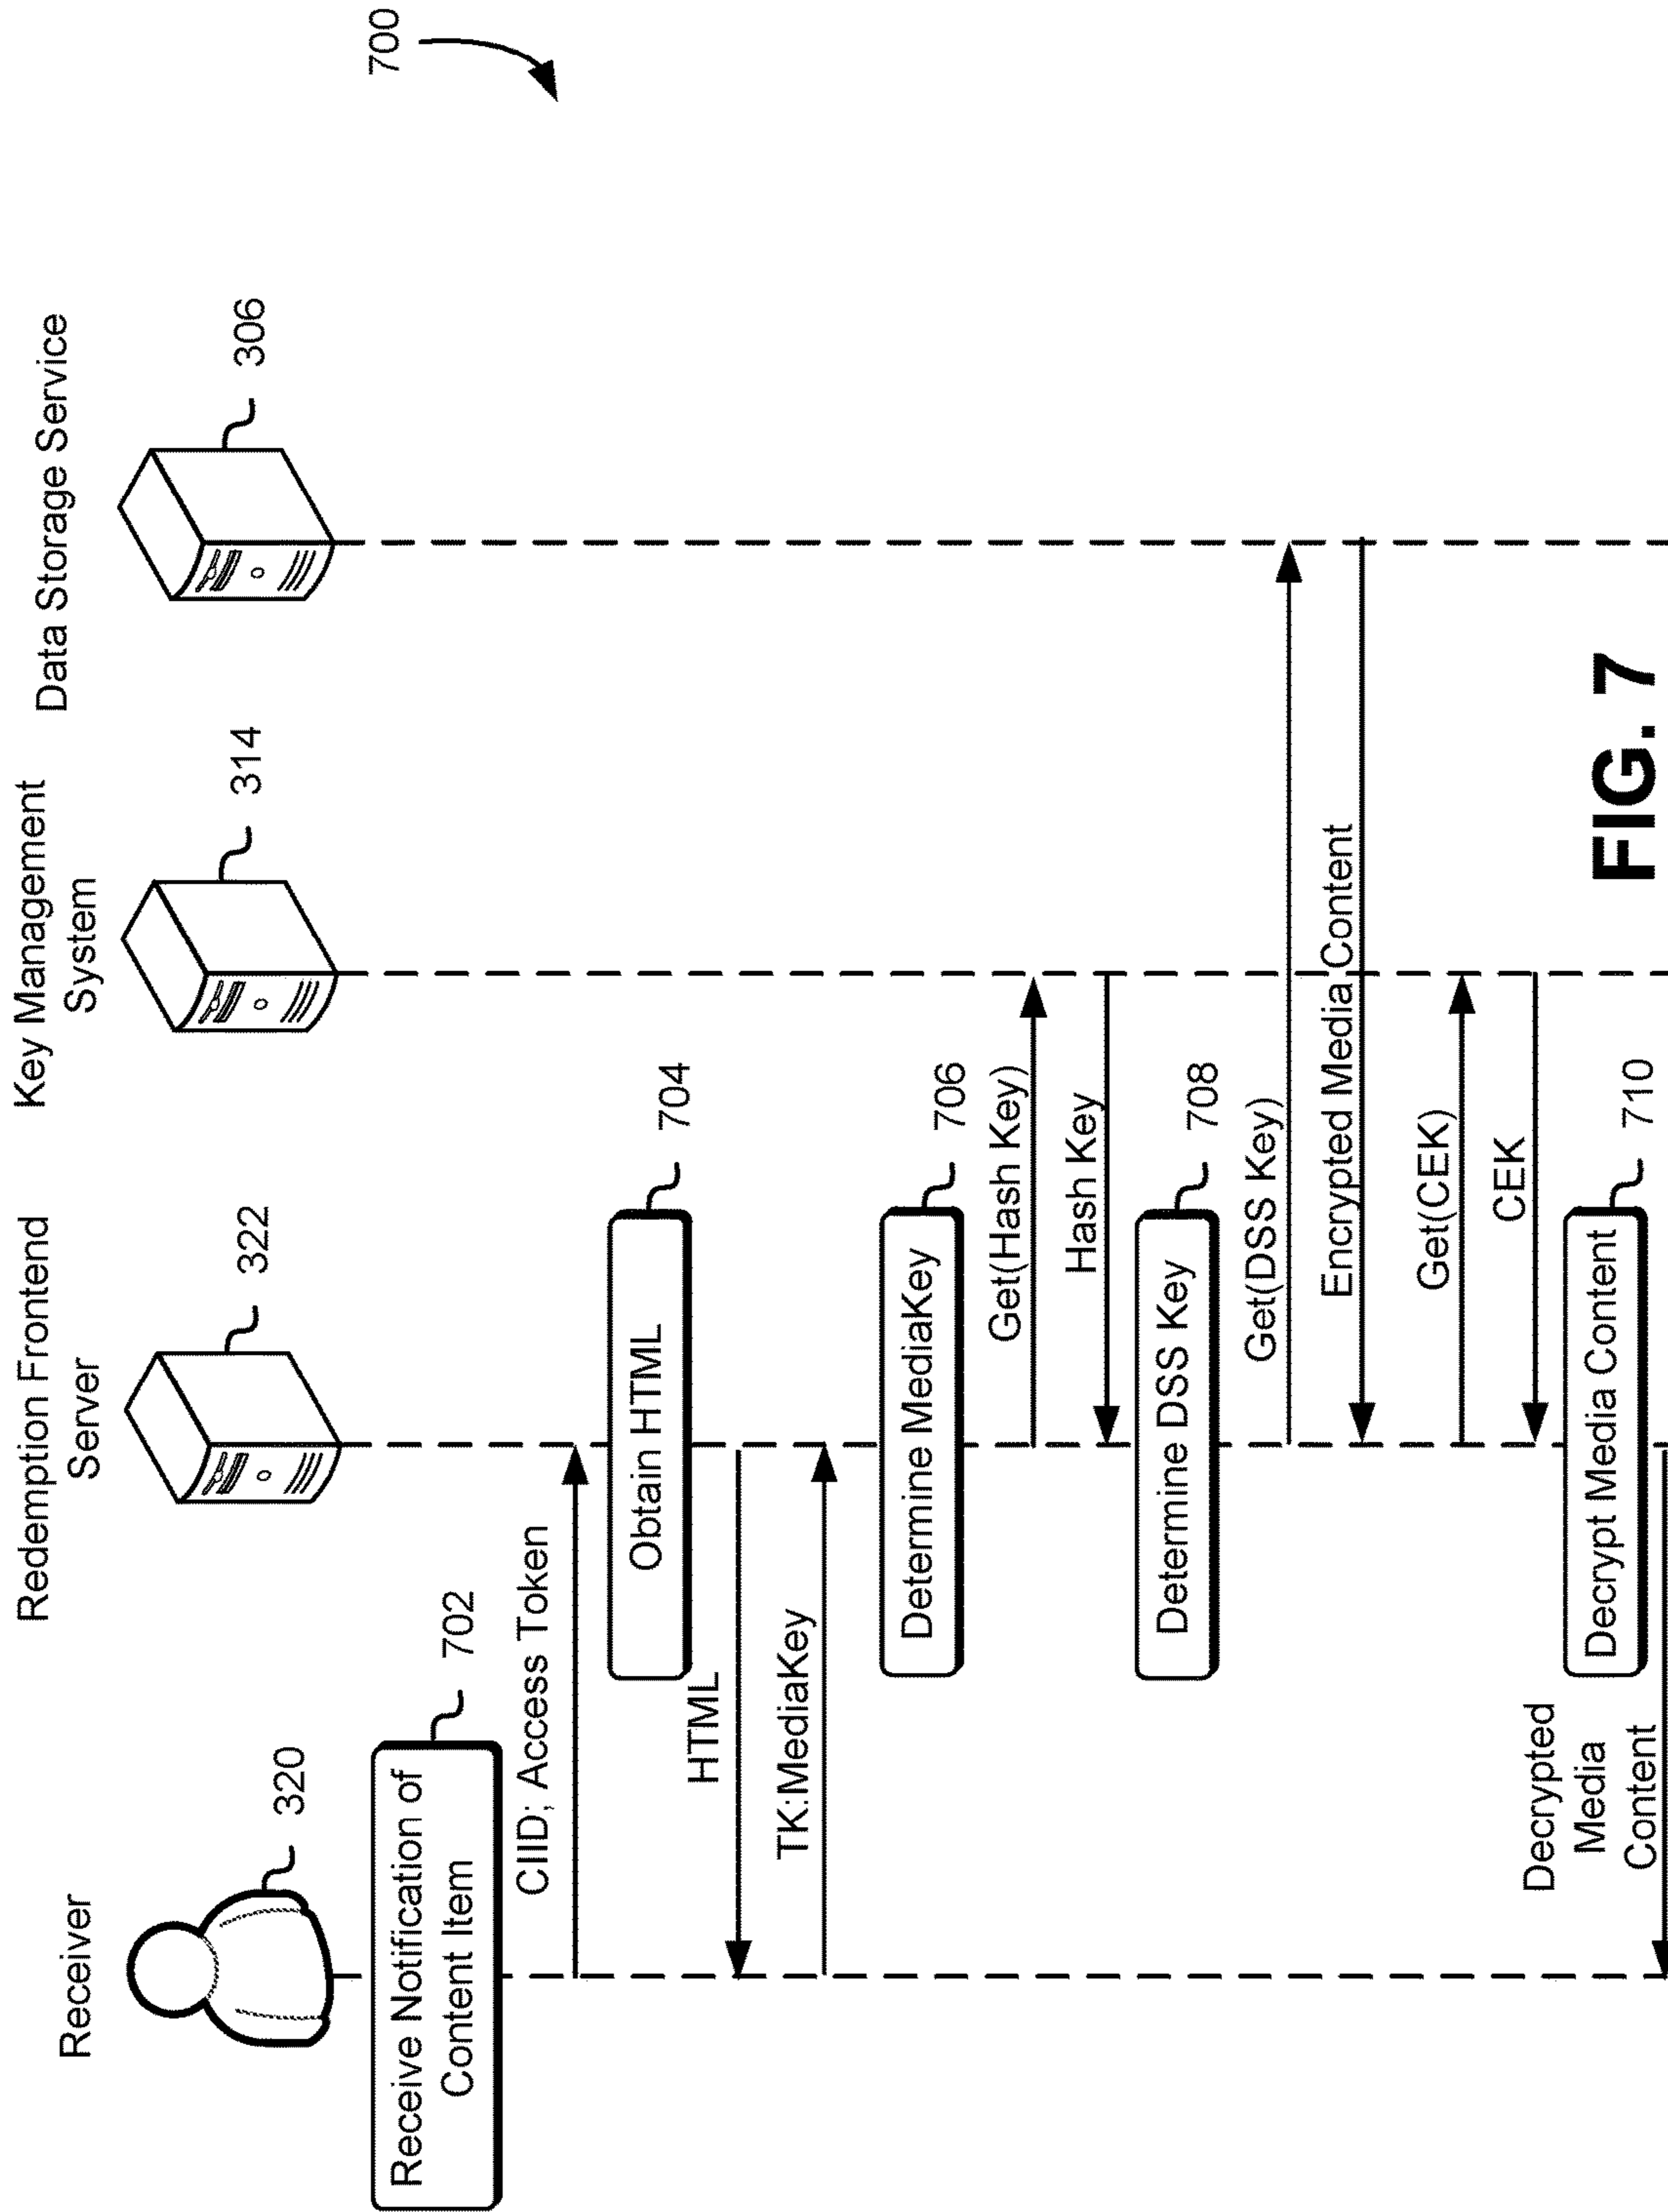 700
Receiver
Redemption Frontend
Server
Key Management
System
Data Storage Service
320
322
314
306
Receive Notification of
Content Item
702
CIID; Access Token
Obtain HTML
704
HTML
TK:MediaKey
Determine MediaKey
706
Get(Hash Key)
Hash Key
Determine DSS Key
708
Get(DSS Key)
Encrypted Media Content
Get(CEK)
CEK
Decrypt Media Content
710
Decrypted
Media
Content
FIG. 7